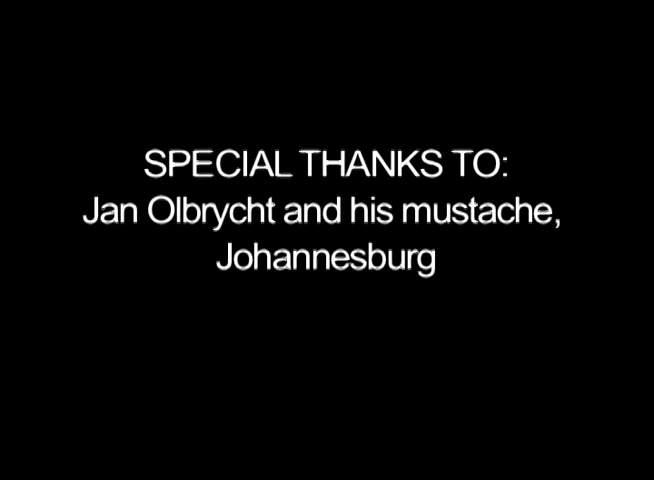 SPECIAL THANKS TO:
Jan Olbrycht and his mustache,
Johannesburg